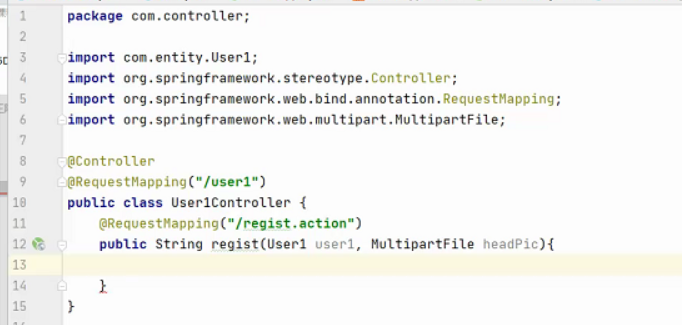 1 package com.controller;
2
3 import com.entity.User1;
4 import org.springframework.stereotype.Controller;
5 import org.springframework.web.bind.annotation.RequestMapping;
6 import org.springframework.web.multipart.MultipartFile;
7
8 @Controller
9 @RequestMapping("/user1")
10 public class User1Controller {
11 @RequestMapping("/regist.action")
12 public String regist(User1 user1, MultipartFile headPic){
13
14 }
15 }